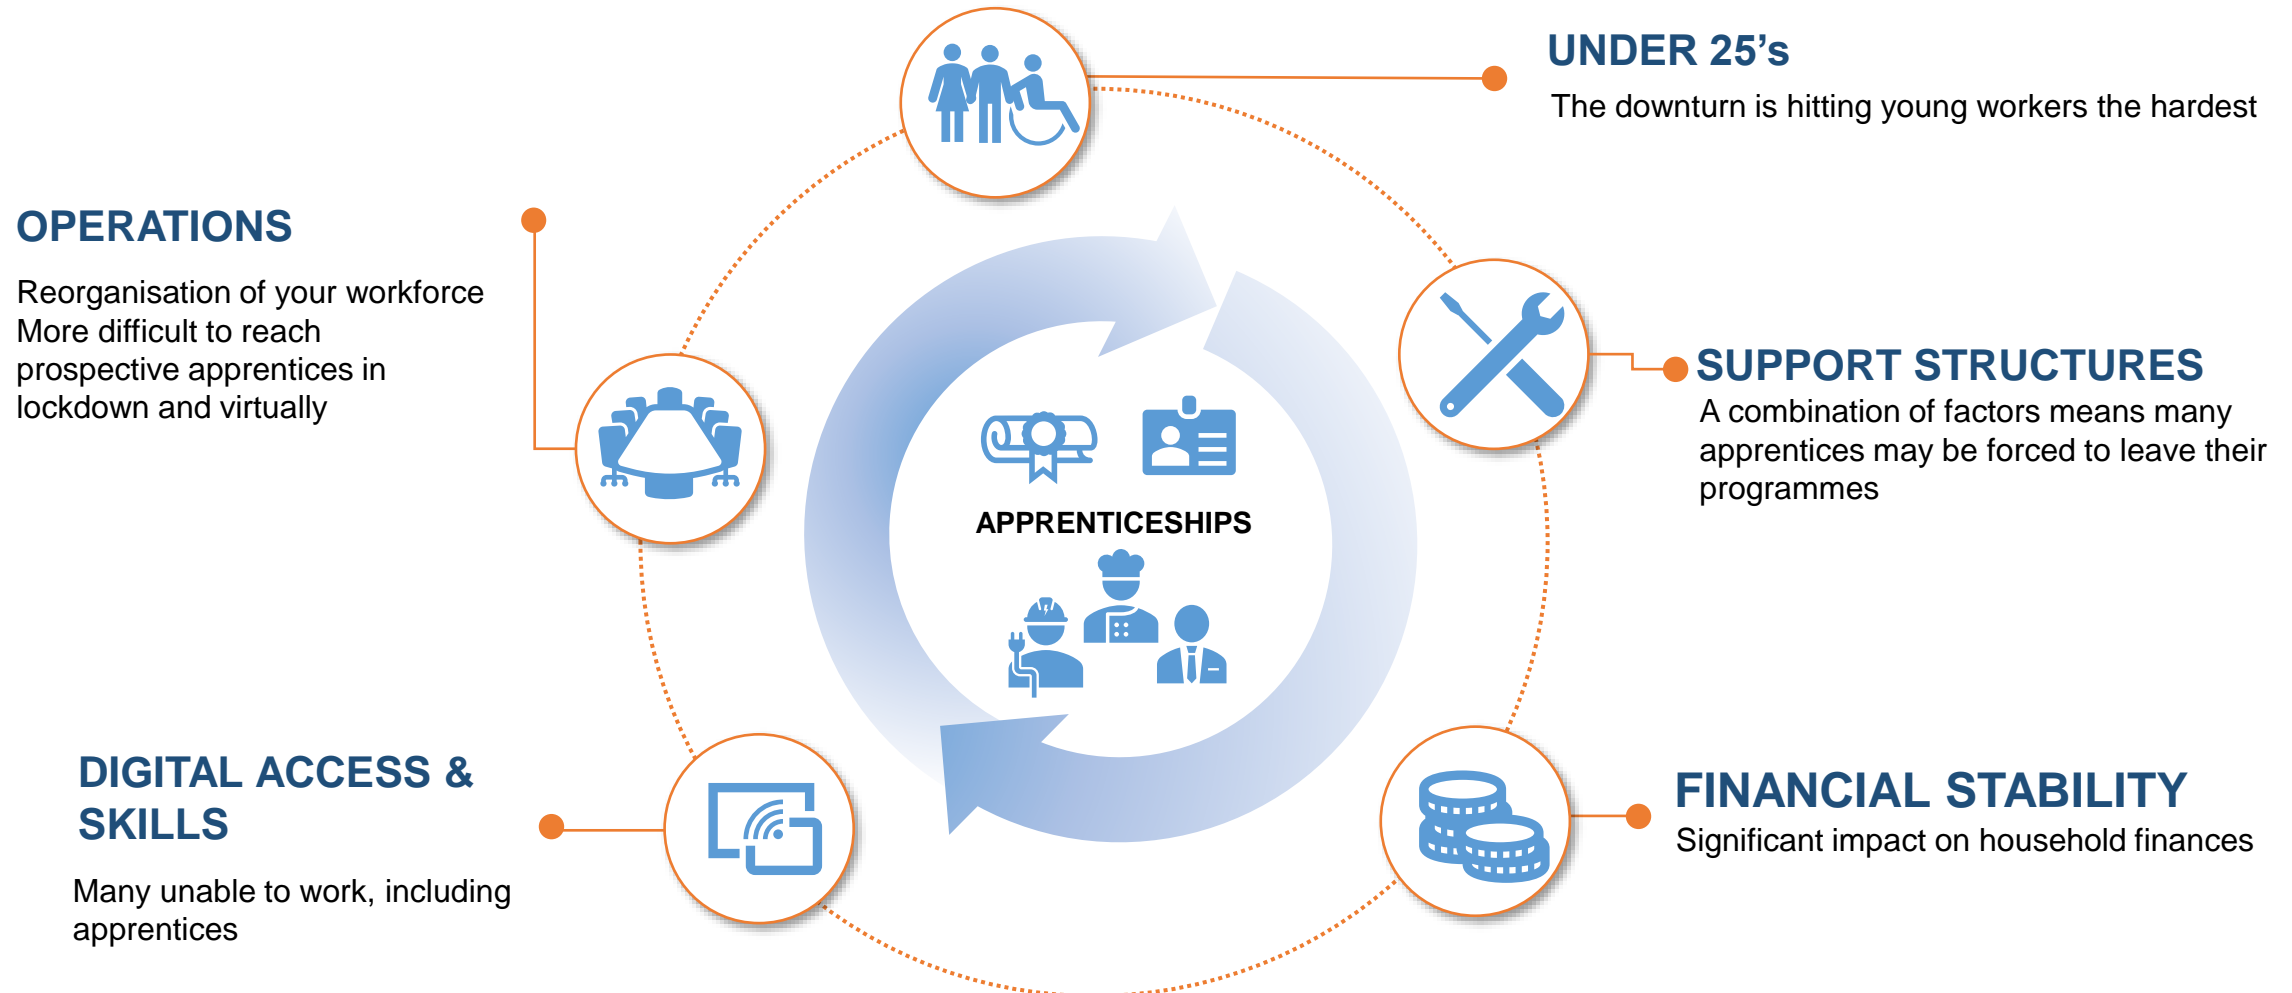 UNDER 25’s
The downturn is hitting young workers the hardest
OPERATIONS
Reorganisation of your workforce
More difficult to reach
prospective apprentices in
lockdown and virtually
SUPPORT STRUCTURES
A combination of factors means many
apprentices may be forced to leave their
programmes
APPRENTICESHIPS
DIGITAL ACCESS &
SKILLS
Many unable to work, including
apprentices
FINANCIAL STABILITY
Significant impact on household finances